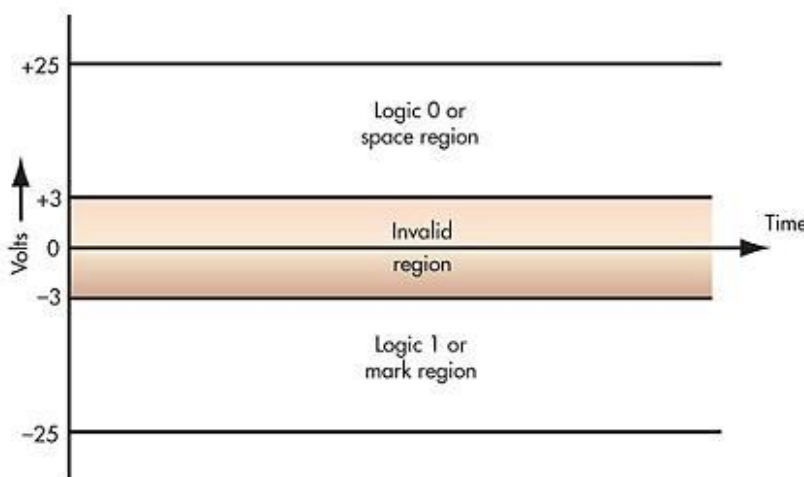 +25
Logic 0 or
space region
+3
Invalid
Time
Volts
0
region
−3
Logic 1 or
mark region
−25